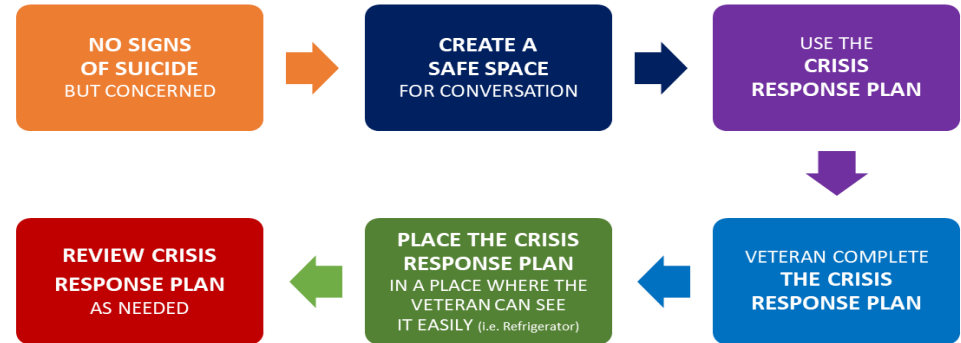 NO SIGNS
OF SUICIDE
BUT CONCERNED
CREATE A
SAFE SPACE
FOR CONVERSATION
USE THE
CRISIS
RESPONSE PLAN
VETERAN COMPLETE
THE CRISIS
RESPONSE PLAN
PLACE THE CRISIS
RESPONSE PLAN
IN A PLACE WHERE THE
VETERAN CAN SEE
IT EASILY (i.e. Refrigerator)
REVIEW CRISIS
RESPONSE PLAN
AS NEEDED